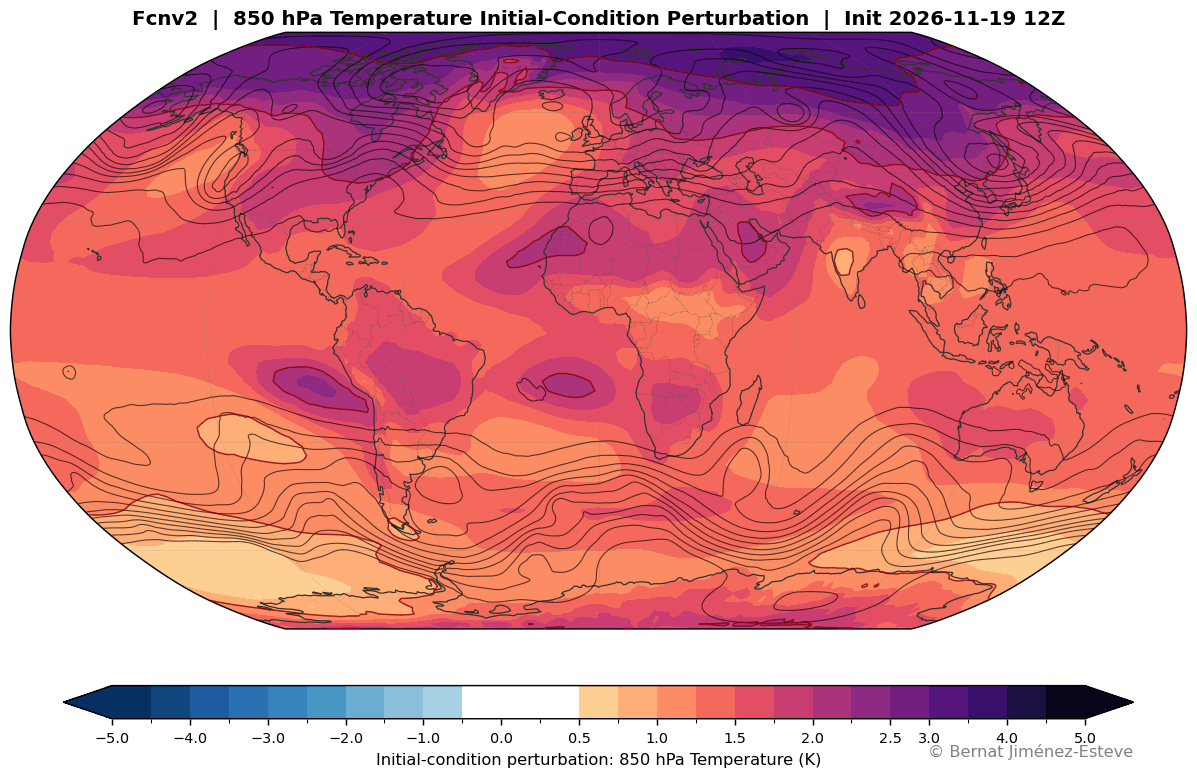 Fcnv2 | 850 hPa Temperature Initial-Condition Perturbation | Init 2026-11-19 12Z
−5.0 −4.0 −3.0 −2.0 −1.0 0.0 0.5 1.0 1.5 2.0 2.5 3.0 4.0 5.0
© Bernat Jiménez-Esteve
Initial-condition perturbation: 850 hPa Temperature (K)